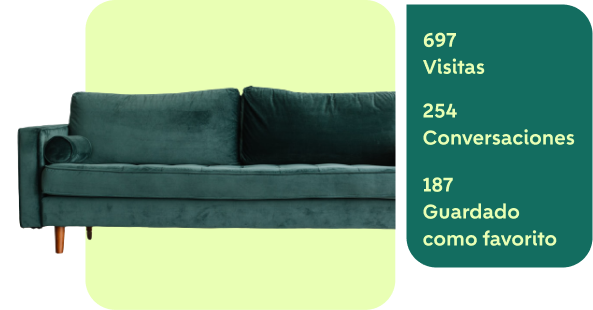 697
Visitas
254
Conversaciones
187
Guardado
como favorito